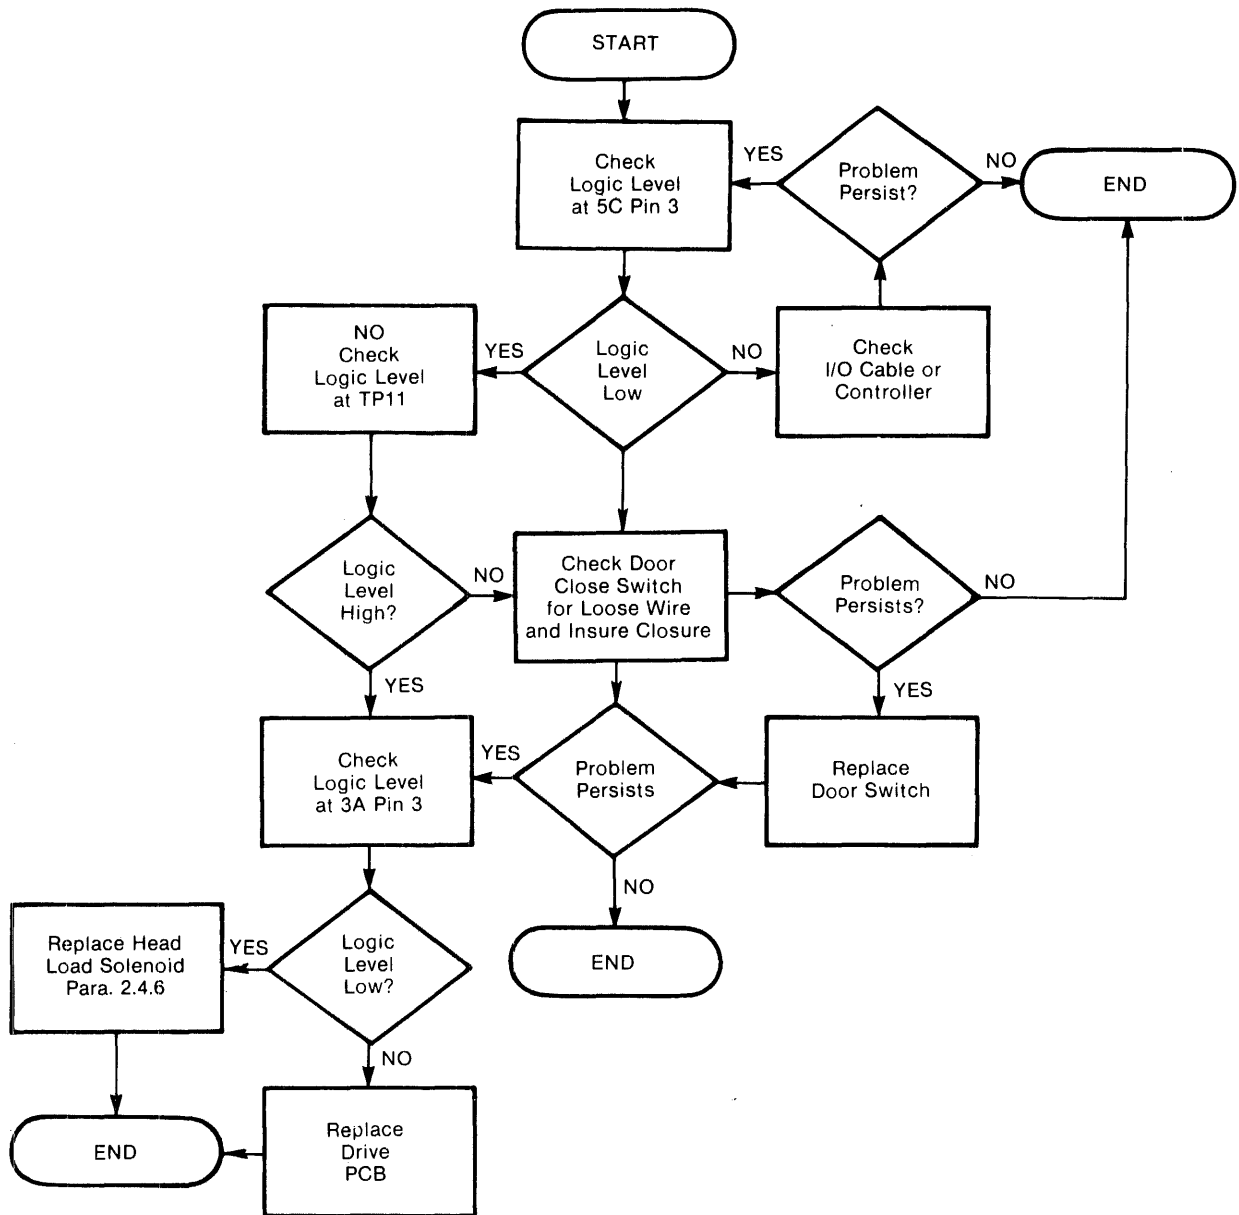 START
Check
Logic Level
at 5C Pin 3
YES
Problem
Persist?
NO
END
NO
Check
Logic Level
at TP11
YES
Logic
Level
Low
NO
Check
I/O Cable or
Controller
Logic
Level
High?
NO
Check Door
Close Switch
for Loose Wire
and Insure Closure
Problem
Persists?
NO
YES
YES
Check
Logic Level
at 3A Pin 3
YES
Problem
Persists
Replace
Door Switch
NO
END
Replace Head
Load Solenoid
Para. 2.4.6
YES
Logic
Level
Low?
NO
END
Replace
Drive
PCB